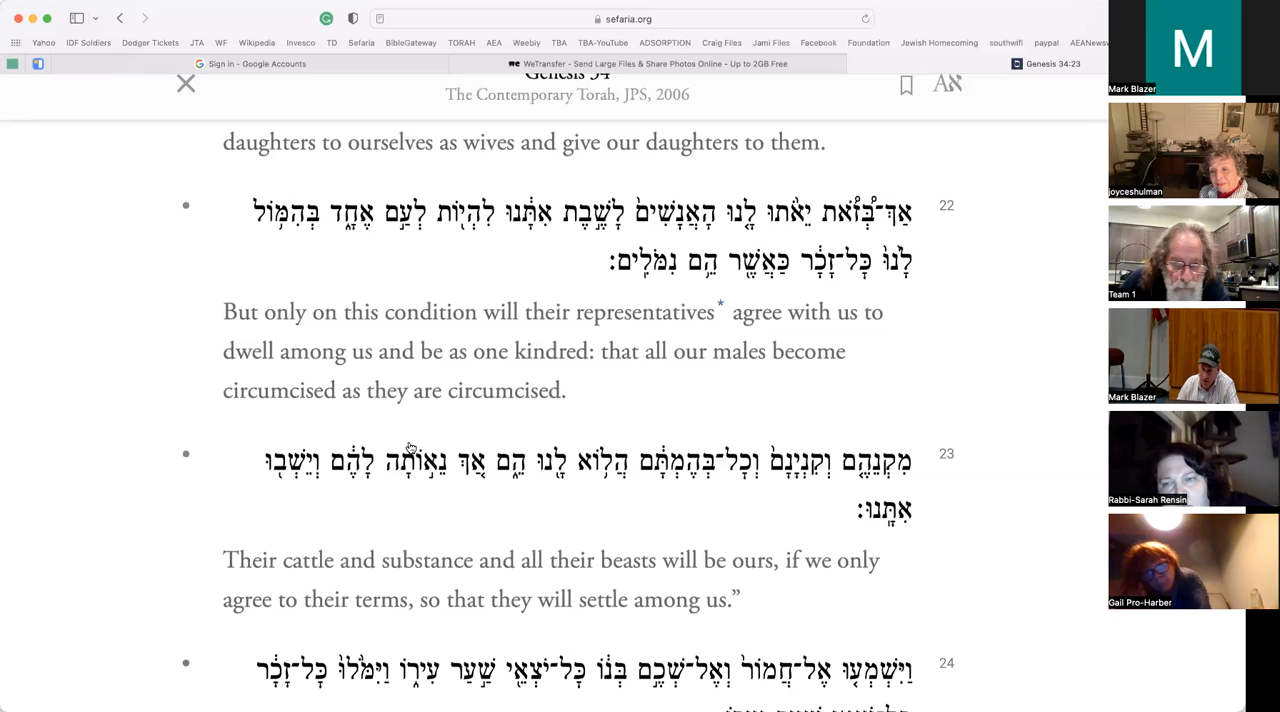 sefaria.org
Yahoo IDF Soldiers Dodger Tickets JTA WF Wikipedia Invesco TD Sefaria BibleGateway TORAH AEA Weebly TBA TBA-YouTube ADSORPTION Craig Files Jami Files Facebook Foundation Jewish Homecoming southwifi paypal AEANewsw
Sign in - Google Accounts WeTransfer - Send Large Files & Share Photos Online - Up to 2GB Free Genesis 34:23
Genesis 34
The Contemporary Torah, JPS, 2006
Aא
daughters to ourselves as wives and give our daughters to them.
22
אַךְ־בְּ֠זֹ֠את יֵאֹ֨תוּ לָ֤נוּ הָאֲנָשִׁים֙ לָשֶׁ֣בֶת אִתָּ֔נוּ לִהְי֖וֹת לְעַ֣ם אֶחָ֑ד בְּהִמּ֥וֹל
לָ֙נוּ֙ כׇּל־זָכָ֔ר כַּאֲשֶׁ֖ר הֵ֥ם נִמֹּלִֽים׃
But only on this condition will their representatives* agree with us to
dwell among us and be as one kindred: that all our males become
circumcised as they are circumcised.
23
מִקְנֵהֶ֤ם וְקִנְיָנָם֙ וְכׇל־בְּהֶמְתָּ֔ם הֲל֥וֹא לָ֖נוּ הֵ֑ם אַ֚ךְ נֵא֣וֹתָה לָהֶ֔ם וְיֵשְׁב֖וּ
אִתָּֽנוּ׃
Their cattle and substance and all their beasts will be ours, if we only
agree to their terms, so that they will settle among us.”
24
וַיִּשְׁמְע֤וּ אֶל־חֲמוֹר֙ וְאֶל־שְׁכֶ֣ם בְּנ֔וֹ כׇּל־יֹצְאֵ֖י שַׁ֣עַר עִיר֑וֹ וַיִּמֹּ֙לוּ֙ כׇּל־זָכָ֔ר
M
Mark Blazer
joyceshulman
Team 1
Mark Blazer
Rabbi-Sarah Rensin
Gail Pro-Harber